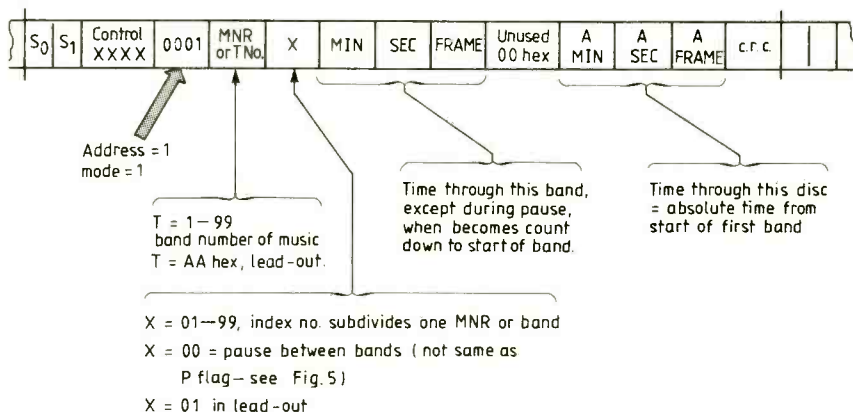 S0 S1 Control XXXX 0001 MNR or T No. X MIN SEC FRAME Unused 00 hex A MIN A SEC A FRAME c.r.c.
Address = 1
mode = 1
T = 1–99
band number of music
T = AA hex, lead-out.
Time through this band,
except during pause,
when becomes count
down to start of band.
Time through this disc
= absolute time from
start of first band
X = 01–99, index no. subdivides one MNR or band
X = 00 = pause between bands ( not same as
P flag – see Fig. 5 )
X = 01 in lead-out